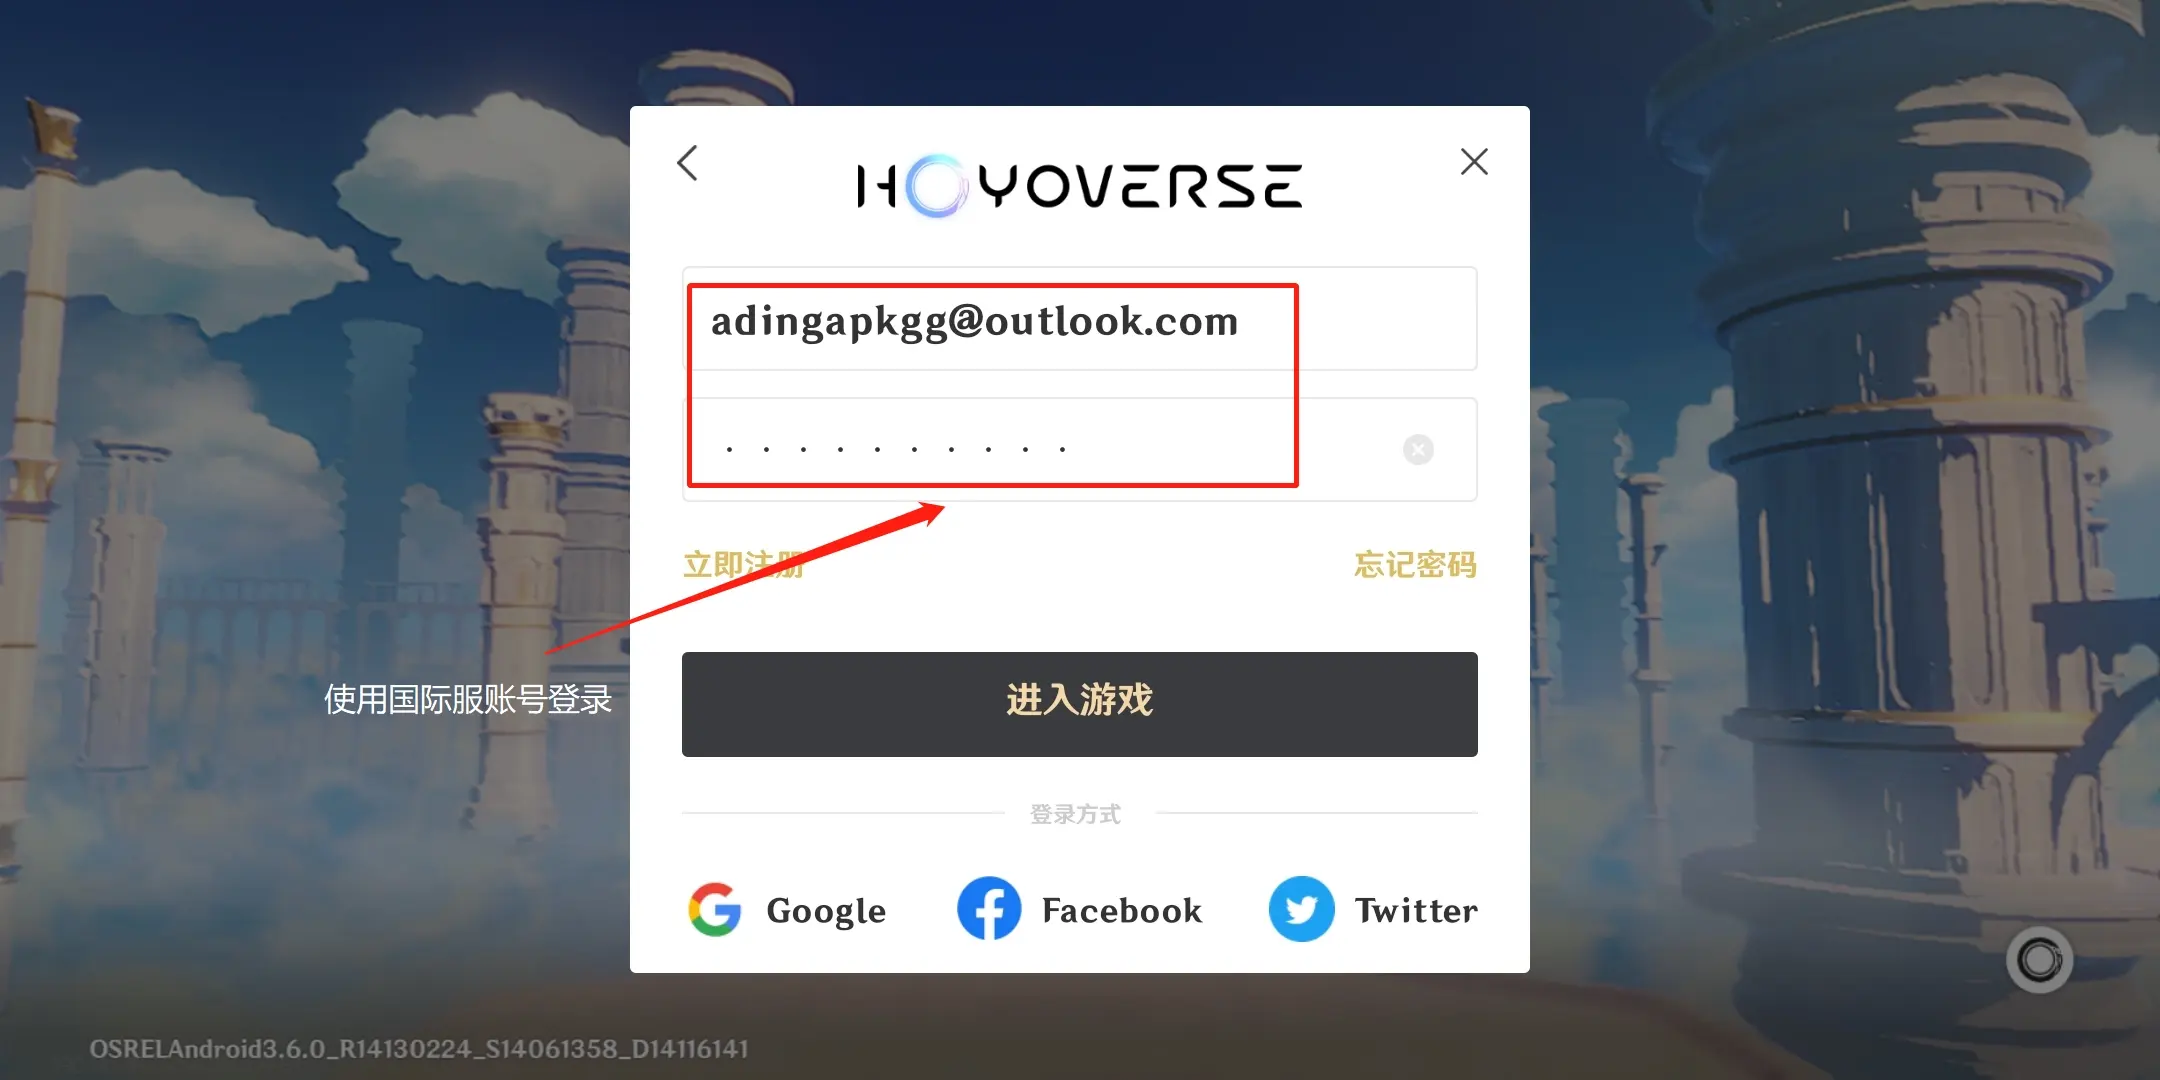 HOYOVERSE
adingapkgg@outlook.com
立即注册
忘记密码
使用国际服账号登录
进入游戏
登录方式
Google
Facebook
Twitter
OSRELAndroid3.6.0_R14130224_S14061358_D14116141